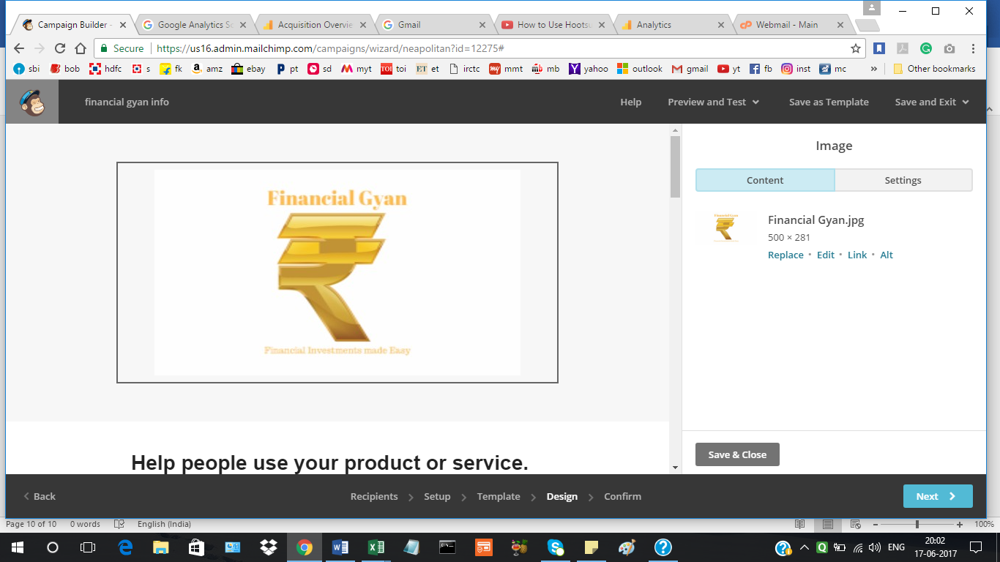 Campaign Builder -
Google Analytics Sc
Acquisition Overvie
Gmail
How to Use Hootsu
Analytics
Webmail - Main
Secure
https://us16.admin.mailchimp.com/campaigns/wizard/neapolitan?id=12275#
sbi
bob
hdfc
s
fk
amz
ebay
pt
sd
myt
TOI toi
ET et
irctc
my mmt
mb
yahoo
outlook
gmail
yt
fb
inst
mc
»
Other bookmarks
financial gyan info
Help
Preview and Test
Save as Template
Save and Exit
Financial Gyan
Financial Investments made Easy
Help people use your product or service.
Image
Content
Settings
Financial Gyan
Financial Gyan.jpg
500 × 281
Replace • Edit • Link • Alt
Save & Close
Back
Recipients
Setup
Template
Design
Confirm
Next
Page 10 of 10
0 words
English (India)
100%
ENG
20:02
17-06-2017